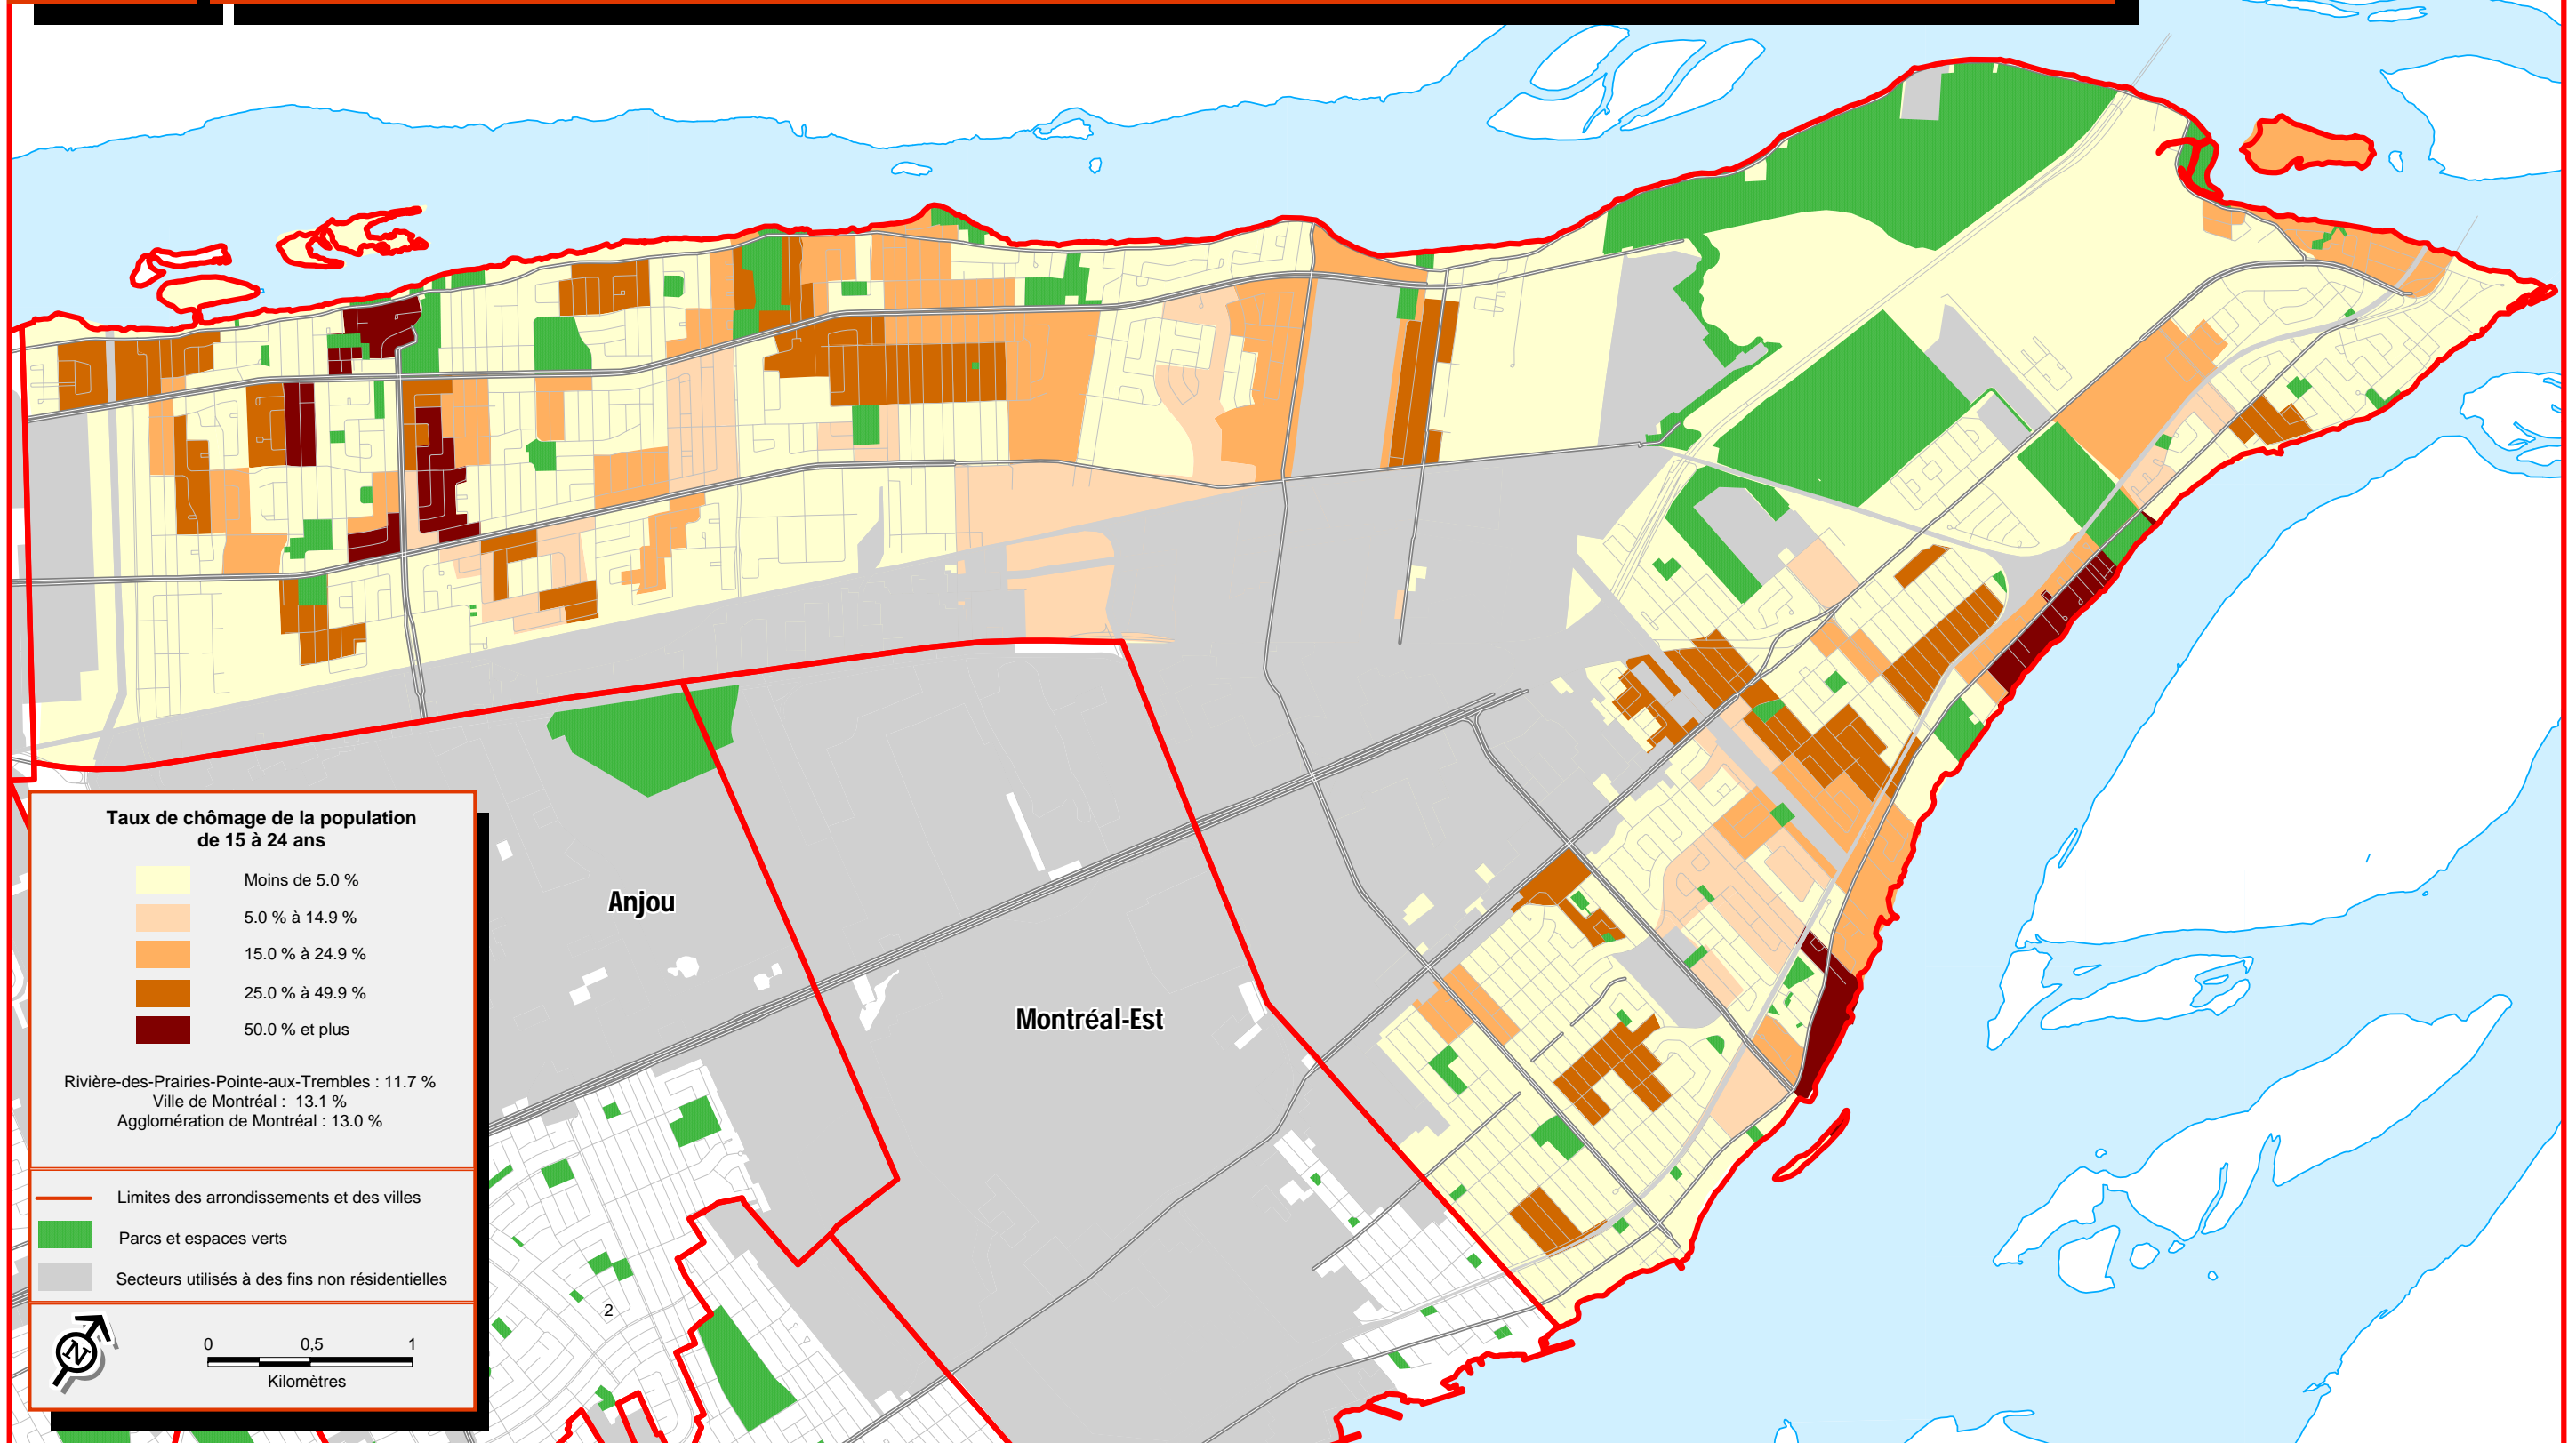 Anjou
Montréal-Est
Taux de chômage de la population
de 15 à 24 ans
Moins de 5.0 %
5.0 % à 14.9 %
15.0 % à 24.9 %
25.0 % à 49.9 %
50.0 % et plus
Rivière-des-Prairies-Pointe-aux-Trembles : 11.7 %
Ville de Montréal : 13.1 %
Agglomération de Montréal : 13.0 %
Limites des arrondissements et des villes
Parcs et espaces verts
Secteurs utilisés à des fins non résidentielles
N
0 0,5 1
Kilomètres
2